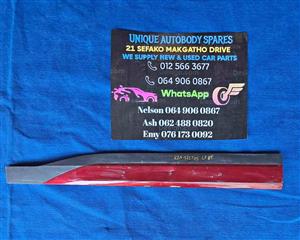 UNIQUE AUTOBODY SPARES
21 SEFAKO MAKGATHO DRIVE
WE SUPPLY NEW & USED CAR PARTS
012 566 3677
064 906 0867
WhatsApp
Nelson 064 906 0867
Ash 062 488 0820
Emy 076 173 0092